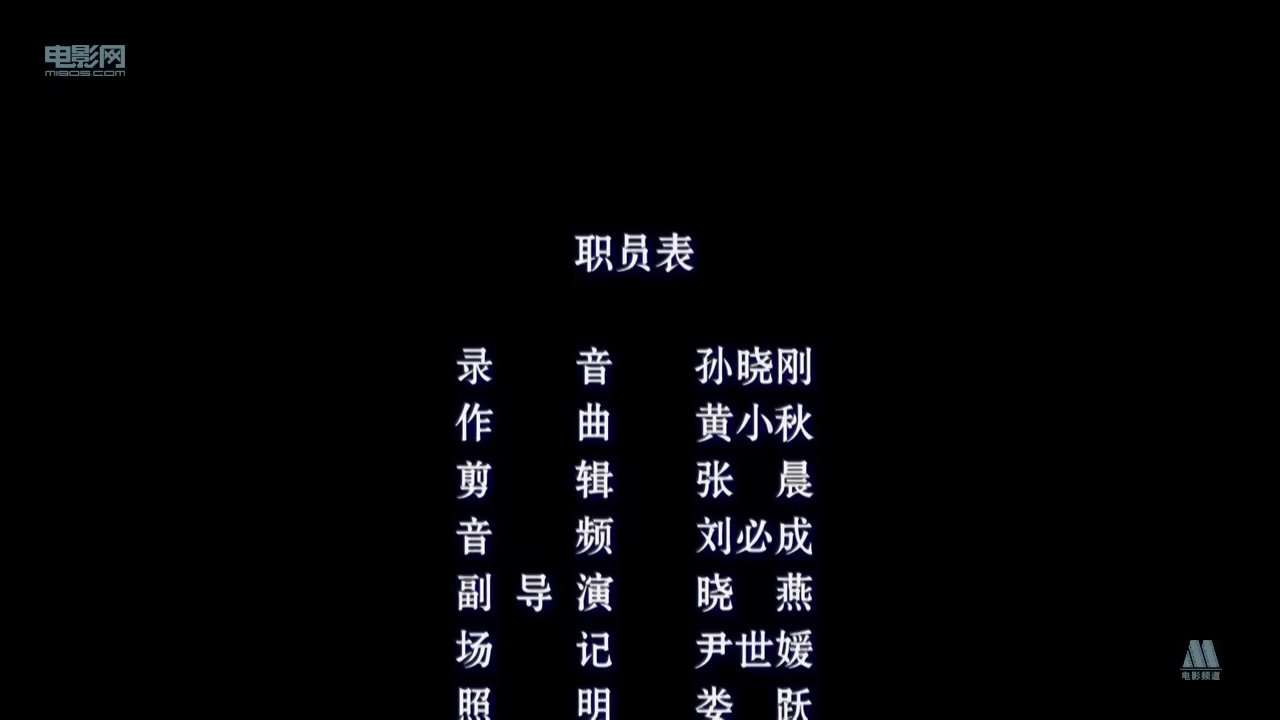 电影网
m1905.com
职员表
录 音 孙晓刚
作 曲 黄小秋
剪 辑 张 晨
音 频 刘必成
副 导 演 晓 燕
场 记 尹世媛
照 明 娄 跃
电影频道